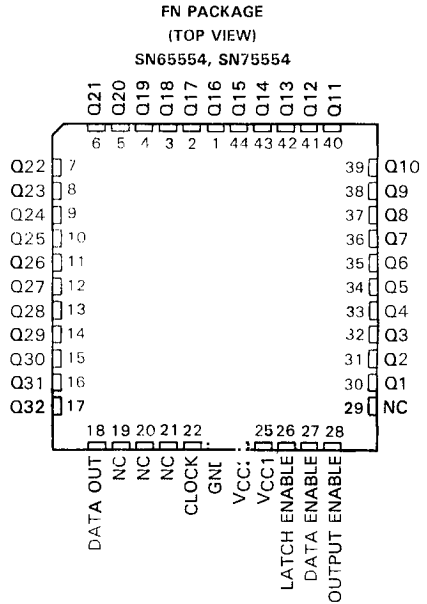 FN PACKAGE
(TOP VIEW)
SN65554, SN75554
Q21 Q20 Q19 Q18 Q17 Q16 Q15 Q14 Q13 Q12 Q11
6 5 4 3 2 1 44 43 42 41 40
Q22 7 39 Q10
Q23 8 38 Q9
Q24 9 37 Q8
Q25 10 36 Q7
Q26 11 35 Q6
Q27 12 34 Q5
Q28 13 33 Q4
Q29 14 32 Q3
Q30 15 31 Q2
Q31 16 30 Q1
Q32 17 29 NC
18 19 20 21 22 25 26 27 28
DATA OUT
NC
NC
NC
CLOCK
GND
VCC2
VCC1
LATCH ENABLE
DATA ENABLE
OUTPUT ENABLE